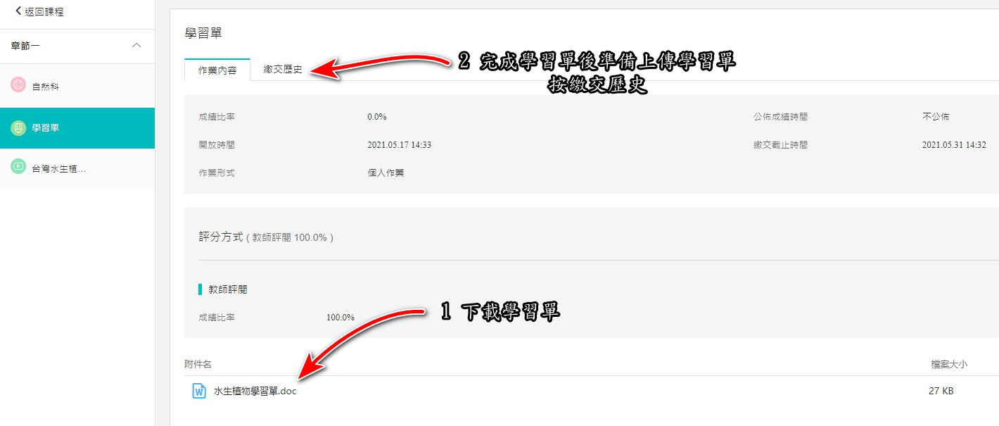 返回課程
章節一
自然科
學習單
台灣水生植...
學習單
作業內容
繳交歷史
2 完成學習單後準備上傳學習單
按繳交歷史
成績比率 0.0% 公佈成績時間 不公佈
開放時間 2021.05.17 14:33 繳交截止時間 2021.05.31 14:32
作業形式 個人作業
評分方式 ( 教師評閱 100.0% )
教師評閱
成績比率 100.0%
1 下載學習單
附件名 檔案大小
水生植物學習單.doc 27 KB